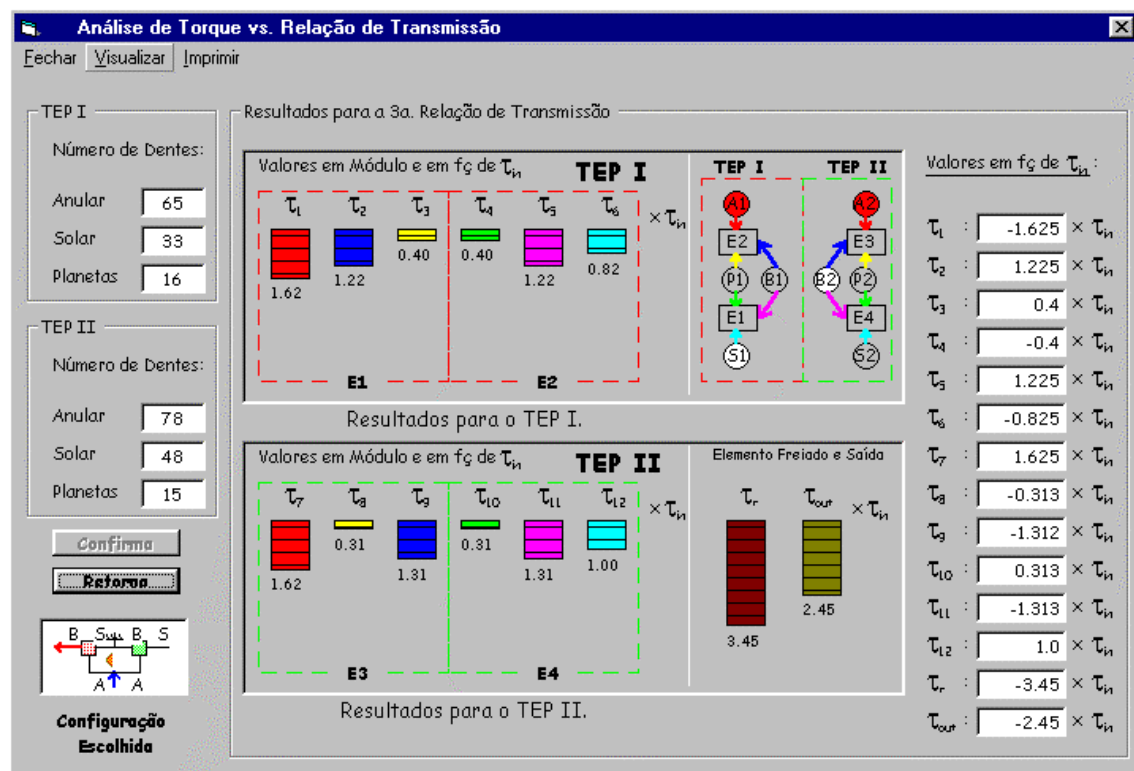 Análise de Torque vs. Relação de Transmissão
Fechar Visualizar Imprimir
TEP I
Número de Dentes:
Anular 65
Solar 33
Planetas 16
TEP II
Número de Dentes:
Anular 78
Solar 48
Planetas 15
Confirma
Retorna
B S B S
A A
Configuração
Escolhida
Resultados para a 3a. Relação de Transmissão
Valores em Módulo e em fç de τin TEP I
τ1 τ2 τ3 τ4 τ5 τ6 × τin
1.62 1.22 0.40 0.40 1.22 0.82
E1 E2
TEP I TEP II
A1 A2
E2 E3
P1 B1 B2 P2
E1 E4
S1 S2
Resultados para o TEP I.
Valores em Módulo e em fç de τin TEP II
τ7 τ8 τ9 τ10 τ11 τ12 × τin
1.62 0.31 1.31 0.31 1.31 1.00
E3 E4
Elemento Freiado e Saída
τr τout × τin
3.45 2.45
Resultados para o TEP II.
Valores em fç de τin :
τ1 : -1.625 × τin
τ2 : 1.225 × τin
τ3 : 0.4 × τin
τ4 : -0.4 × τin
τ5 : 1.225 × τin
τ6 : -0.825 × τin
τ7 : 1.625 × τin
τ8 : -0.313 × τin
τ9 : -1.312 × τin
τ10 : 0.313 × τin
τ11 : -1.313 × τin
τ12 : 1.0 × τin
τr : -3.45 × τin
τout : -2.45 × τin